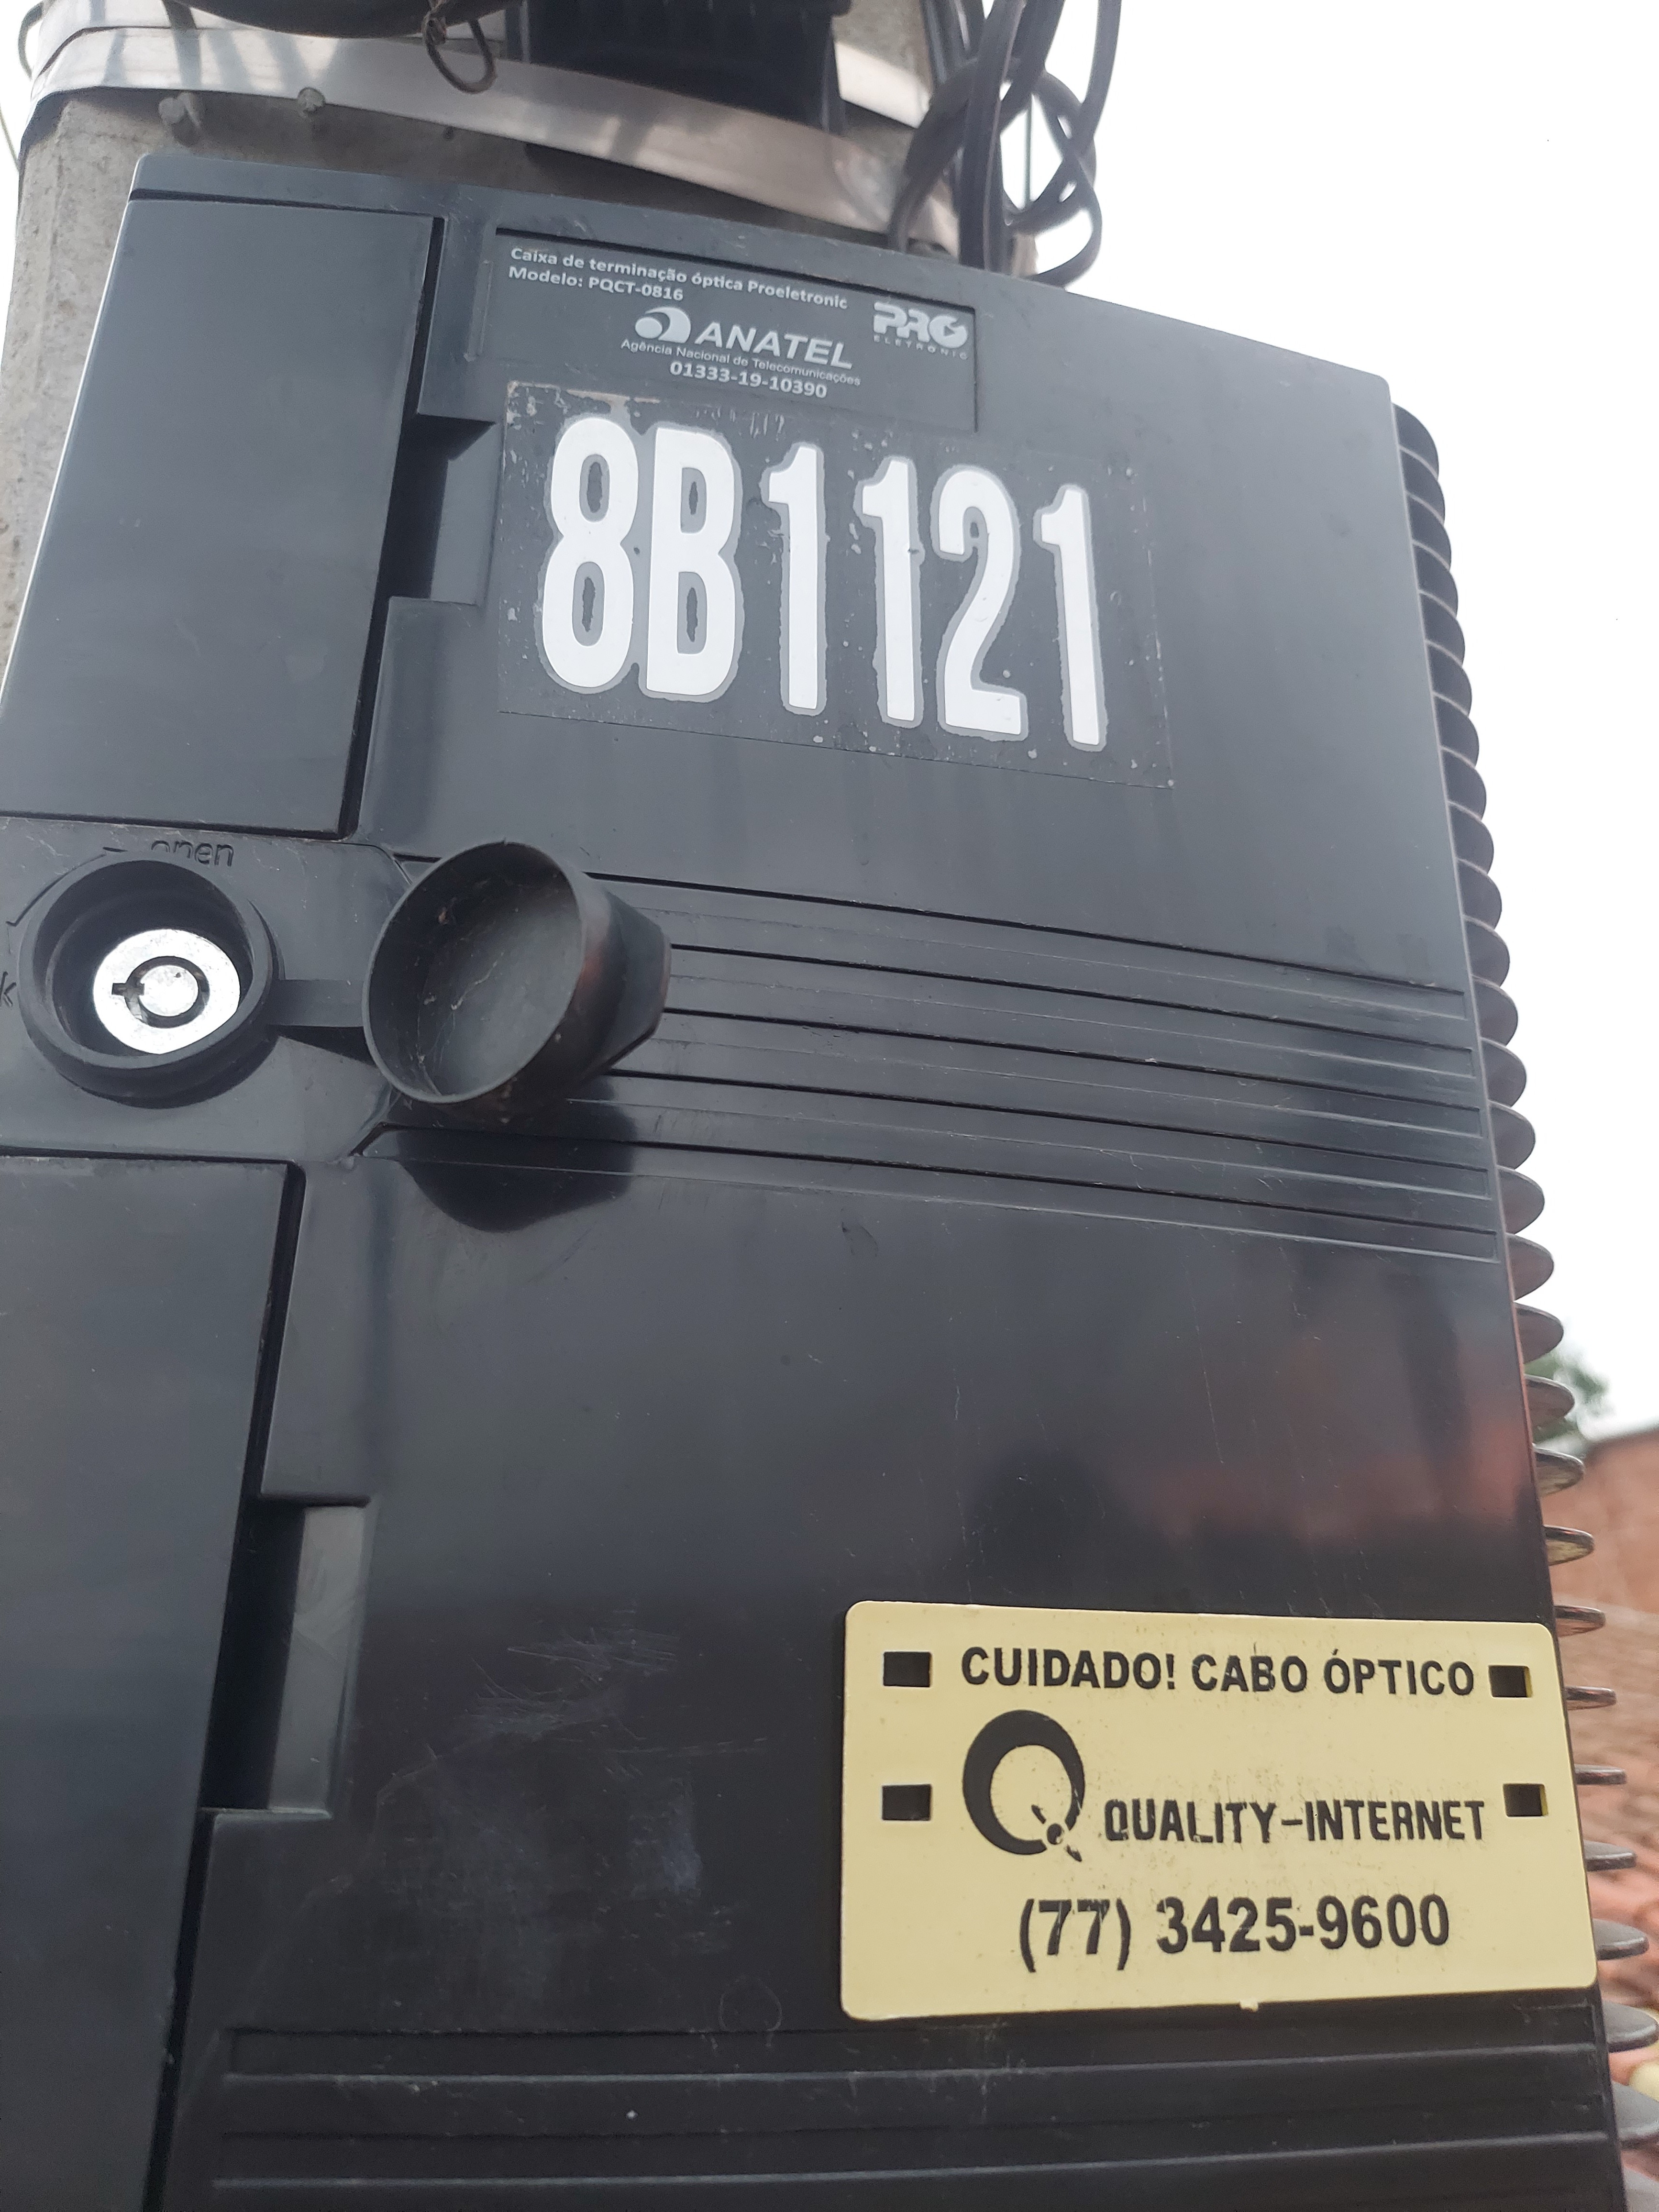 Caixa de terminação óptica Proeletronic
Modelo: PQCT-0816
PRO
ELETRONIC
ANATEL
Agência Nacional de Telecomunicações
01333-19-10390
8B1121
open
k
CUIDADO! CABO ÓPTICO
QUALITY-INTERNET
(77) 3425-9600